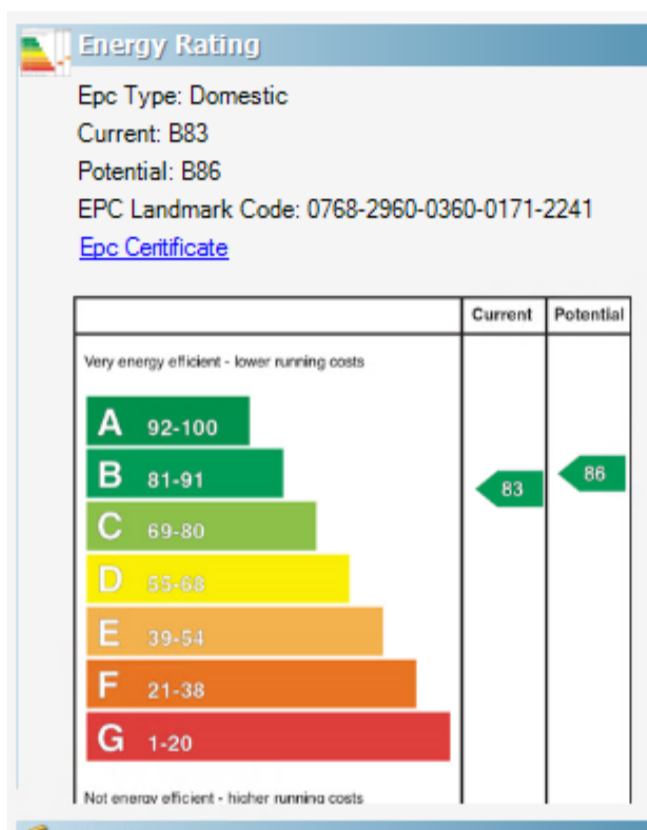 Energy Rating
Epc Type: Domestic
Current: B83
Potential: B86
EPC Landmark Code: 0768-2960-0360-0171-2241
Epc Ceritificate
Current Potential
Very energy efficient - lower running costs
A 92-100
B 81-91
83 86
C 69-80
D 55-68
E 39-54
F 21-38
G 1-20
Not energy efficient - higher running costs